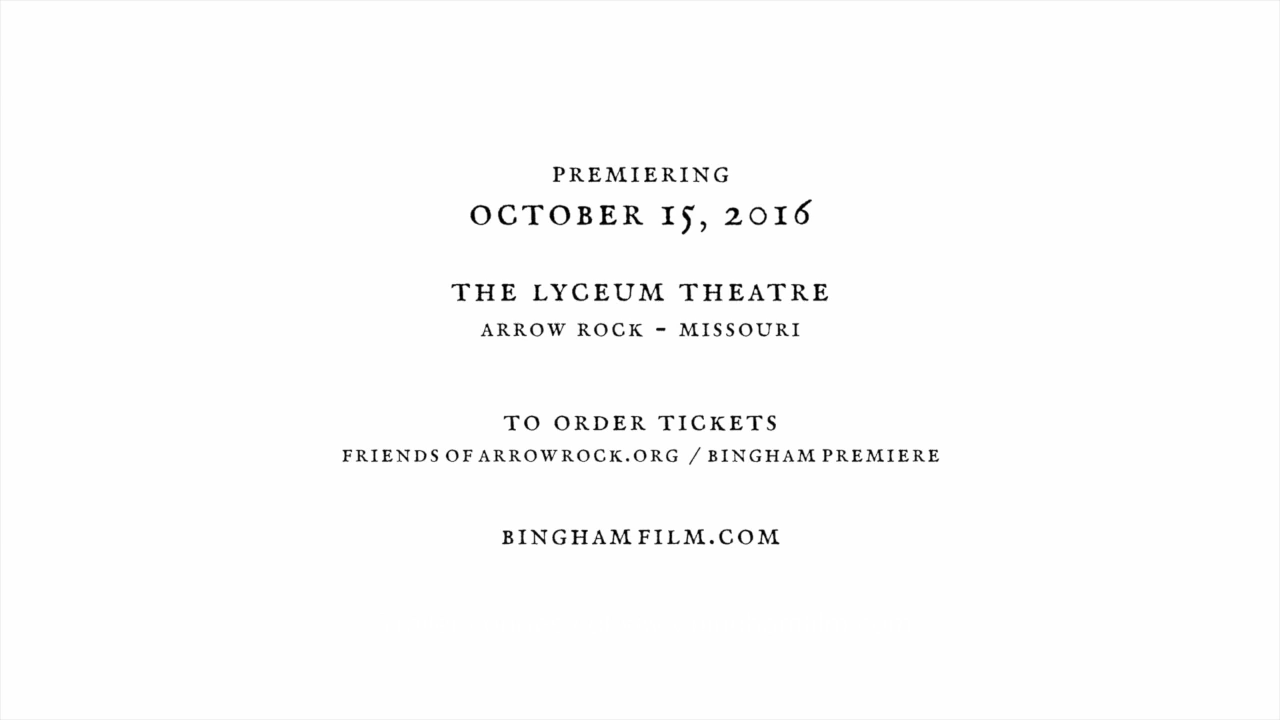 PREMIERING
OCTOBER 15, 2016
THE LYCEUM THEATRE
ARROW ROCK - MISSOURI
TO ORDER TICKETS
FRIENDSOFARROWROCK.ORG / BINGHAMPREMIERE
BINGHAMFILM.COM